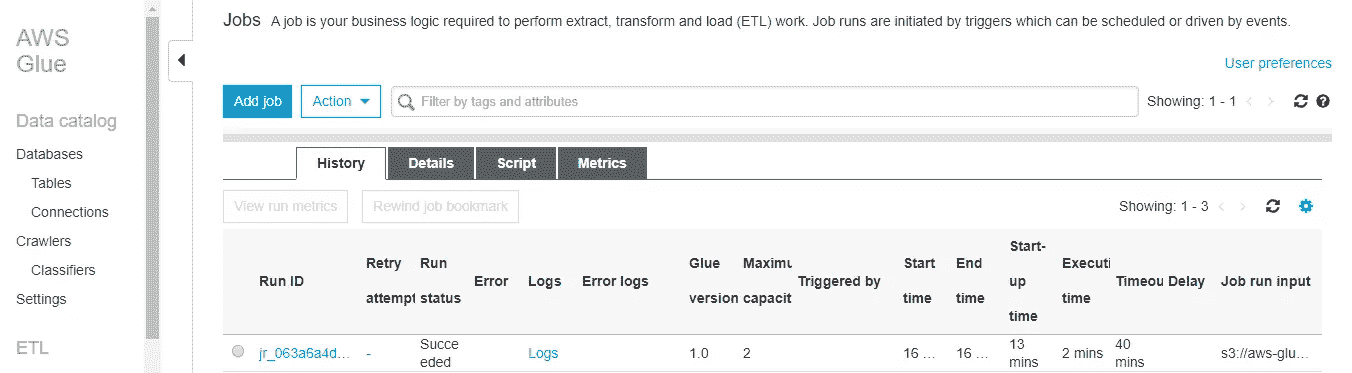 AWS
Glue
Data catalog
Databases
Tables
Connections
Crawlers
Classifiers
Settings
ETL
Jobs A job is your business logic required to perform extract, transform and load (ETL) work. Job runs are initiated by triggers which can be scheduled or driven by events.
User preferences
Add job Action Filter by tags and attributes Showing: 1 - 1
History Details Script Metrics
View run metrics Rewind job bookmark Showing: 1 - 3
Run ID Retry attempt Run status Error Logs Error logs Glue version Maximu capacit Triggered by Start time End time Start-up time Executi time Timeou Delay Job run input
jr_063a6a4d... - Succeeded Logs 1.0 2 16 ... 16 ... 13 mins 2 mins 40 mins s3://aws-glu...